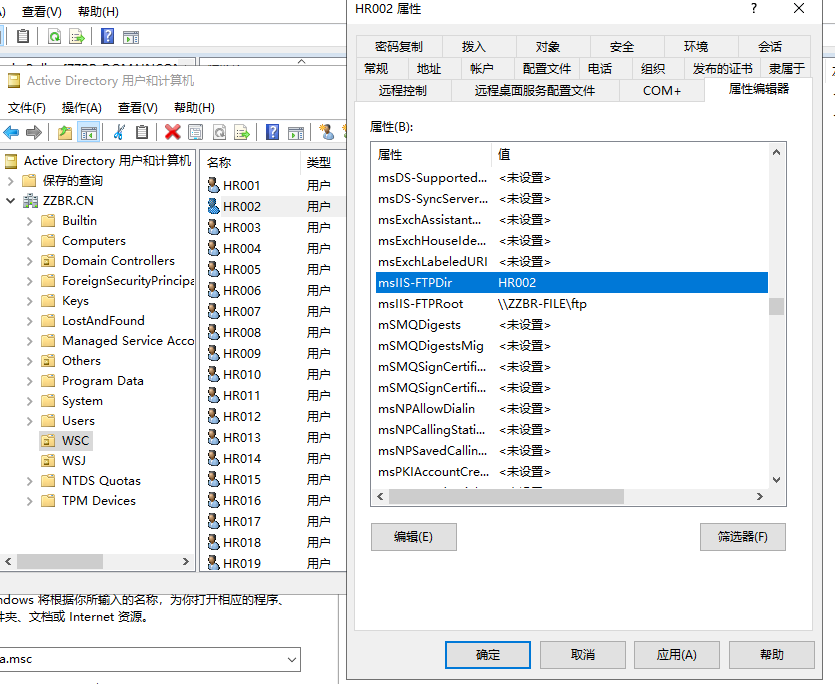 查看(V) 帮助(H)
Active Directory 用户和计算机
文件(F) 操作(A) 查看(V) 帮助(H)
Active Directory 用户和计算机
保存的查询
ZZBR.CN
Builtin
Computers
Domain Controllers
ForeignSecurityPrincipa
Keys
LostAndFound
Managed Service Acco
Others
Program Data
System
Users
WSC
WSJ
NTDS Quotas
TPM Devices
名称 类型
HR001 用户
HR002 用户
HR003 用户
HR004 用户
HR005 用户
HR006 用户
HR007 用户
HR008 用户
HR009 用户
HR010 用户
HR011 用户
HR012 用户
HR013 用户
HR014 用户
HR015 用户
HR016 用户
HR017 用户
HR018 用户
HR019 用户
ndows 将根据你所输入的名称，为你打开相应的程序、
件夹、文档或 Internet 资源。
a.msc
HR002 属性
密码复制 拨入 对象 安全 环境 会话
常规 地址 帐户 配置文件 电话 组织 发布的证书 隶属于
远程控制 远程桌面服务配置文件 COM+ 属性编辑器
属性(B):
属性 值
msDS-Supported... <未设置>
msDS-SyncServer... <未设置>
msExchAssistant... <未设置>
msExchHouseIde... <未设置>
msExchLabeledURI <未设置>
msIIS-FTPDir HR002
msIIS-FTPRoot \\ZZBR-FILE\ftp
mSMQDigests <未设置>
mSMQDigestsMig <未设置>
mSMQSignCertifi... <未设置>
mSMQSignCertifi... <未设置>
msNPAllowDialin <未设置>
msNPCallingStati... <未设置>
msNPSavedCallin... <未设置>
msPKIAccountCre... <未设置>
编辑(E) 筛选器(F)
确定 取消 应用(A) 帮助